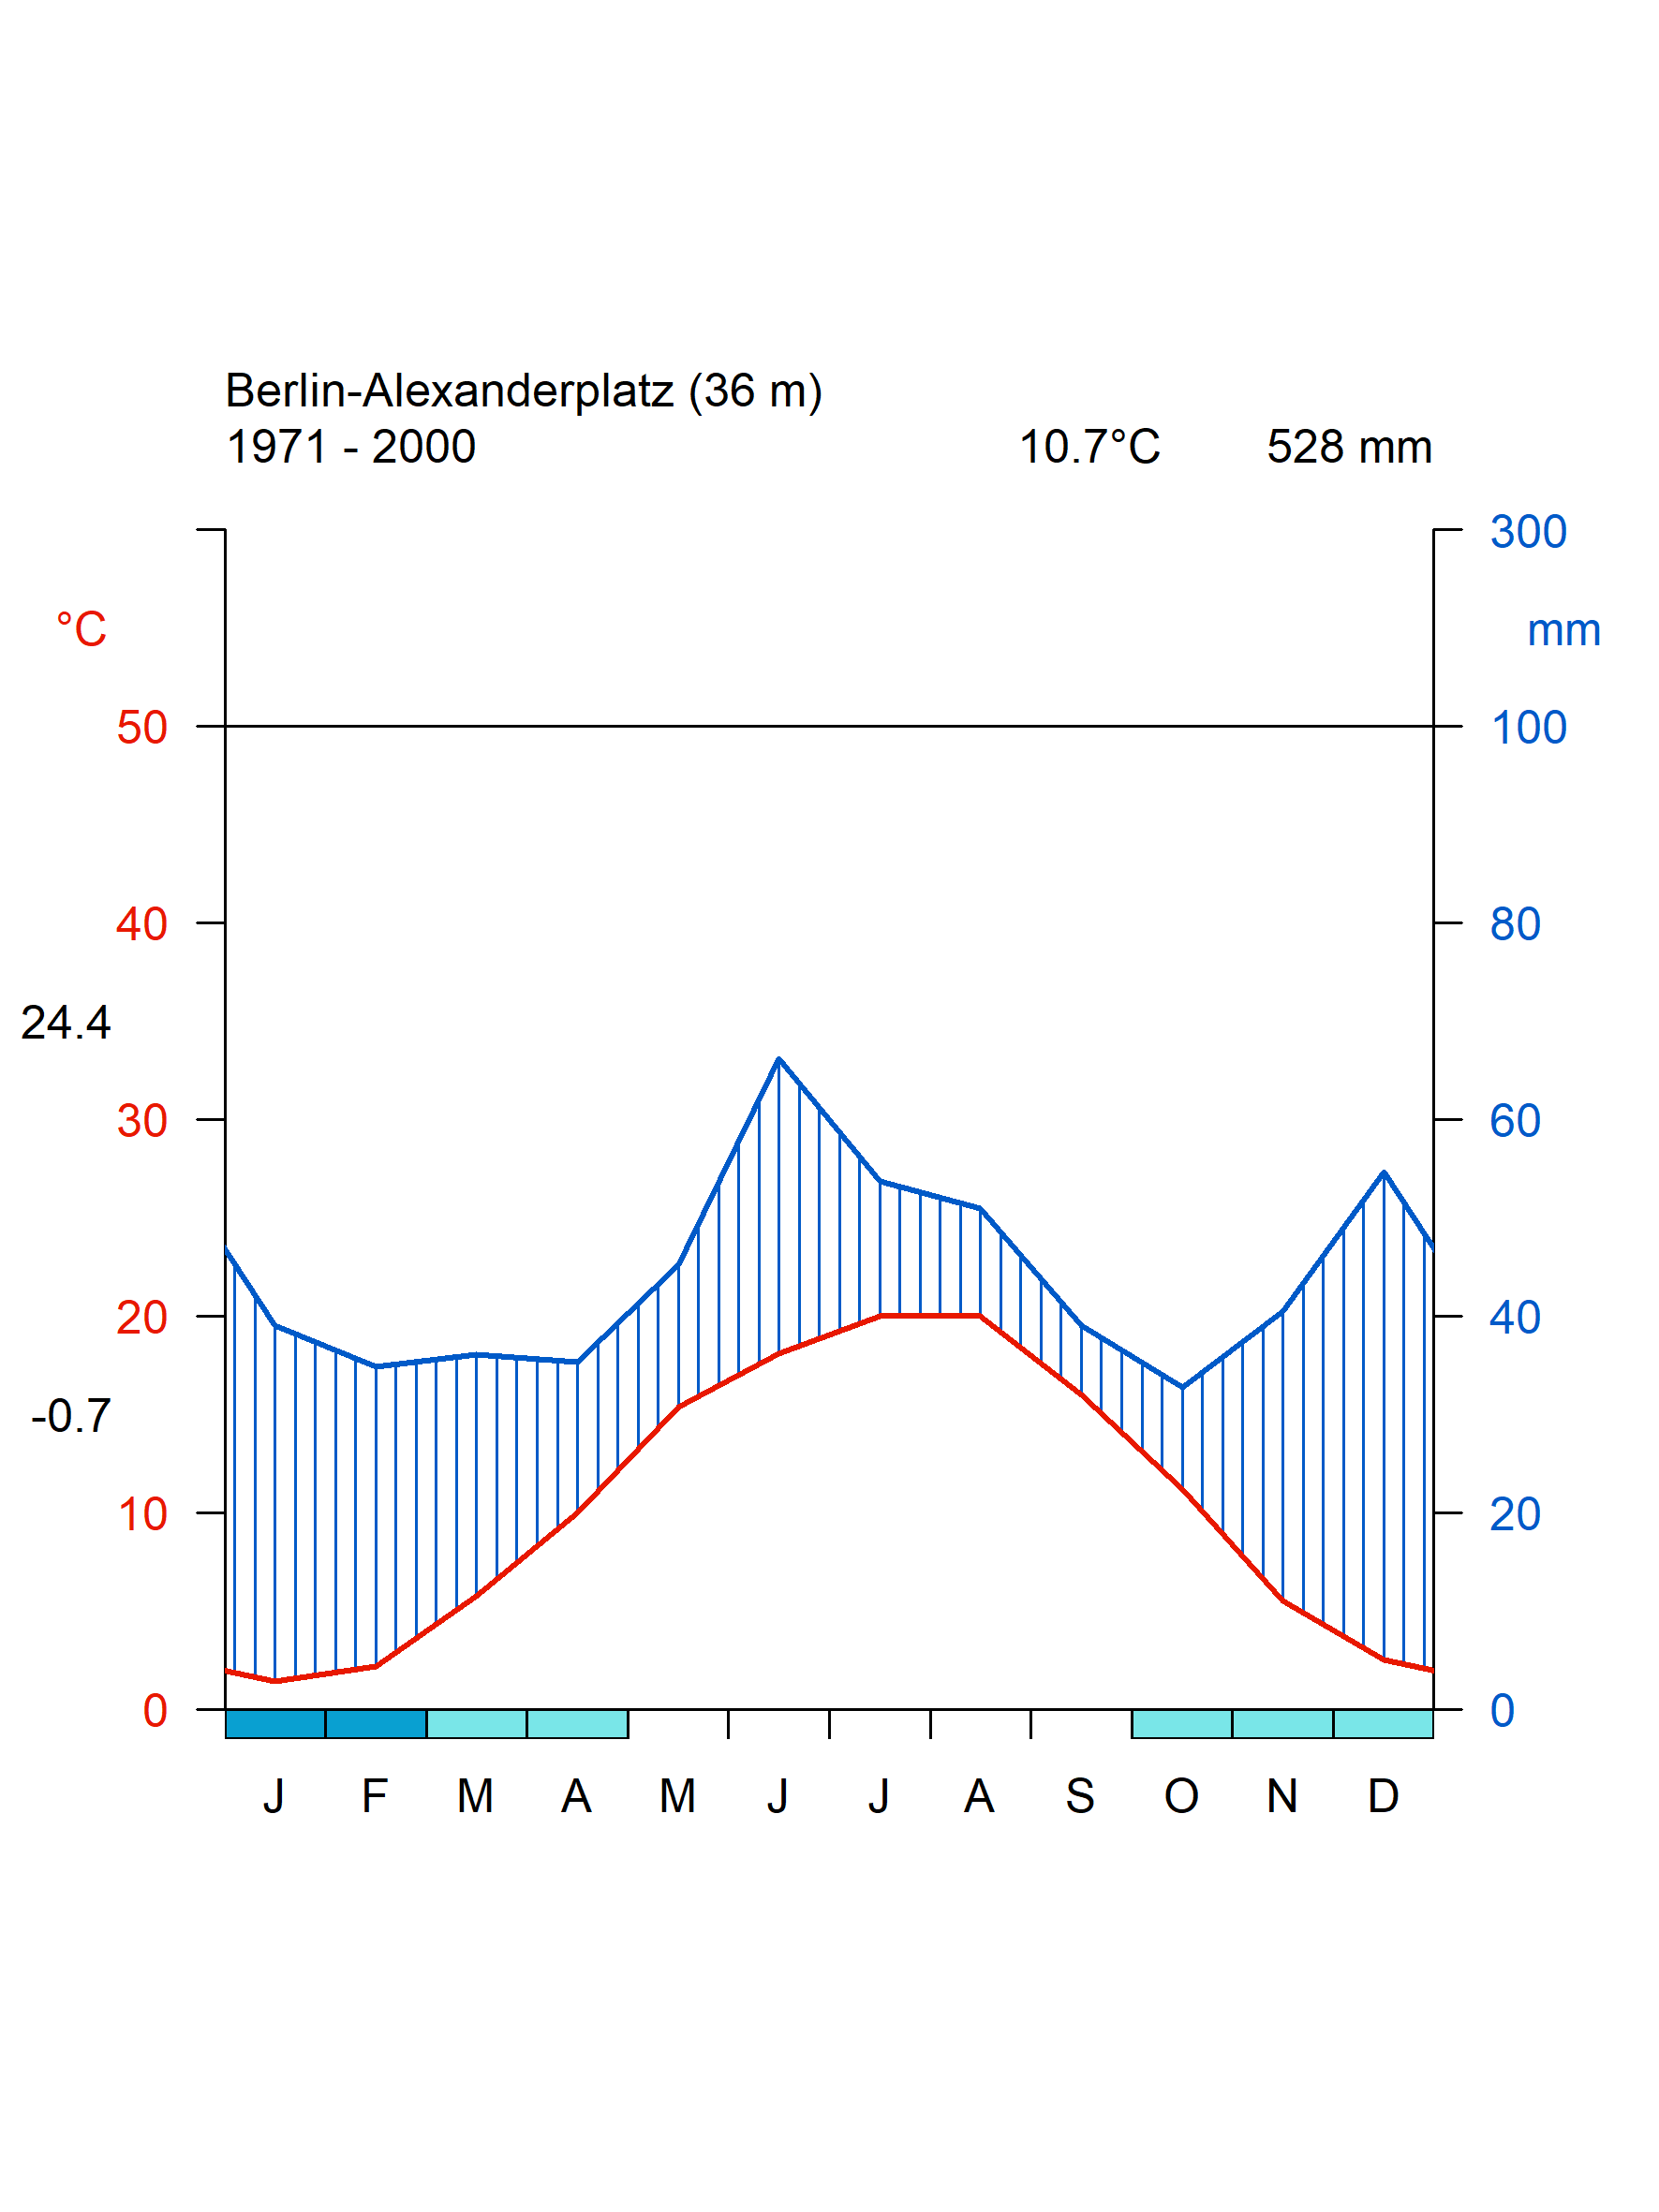 Berlin-Alexanderplatz (36 m)
1971 - 2000 10.7°C 528 mm
300
°C mm
50 100
40 80
24.4
30 60
20 40
-0.7
10 20
0 0
J F M A M J J A S O N D